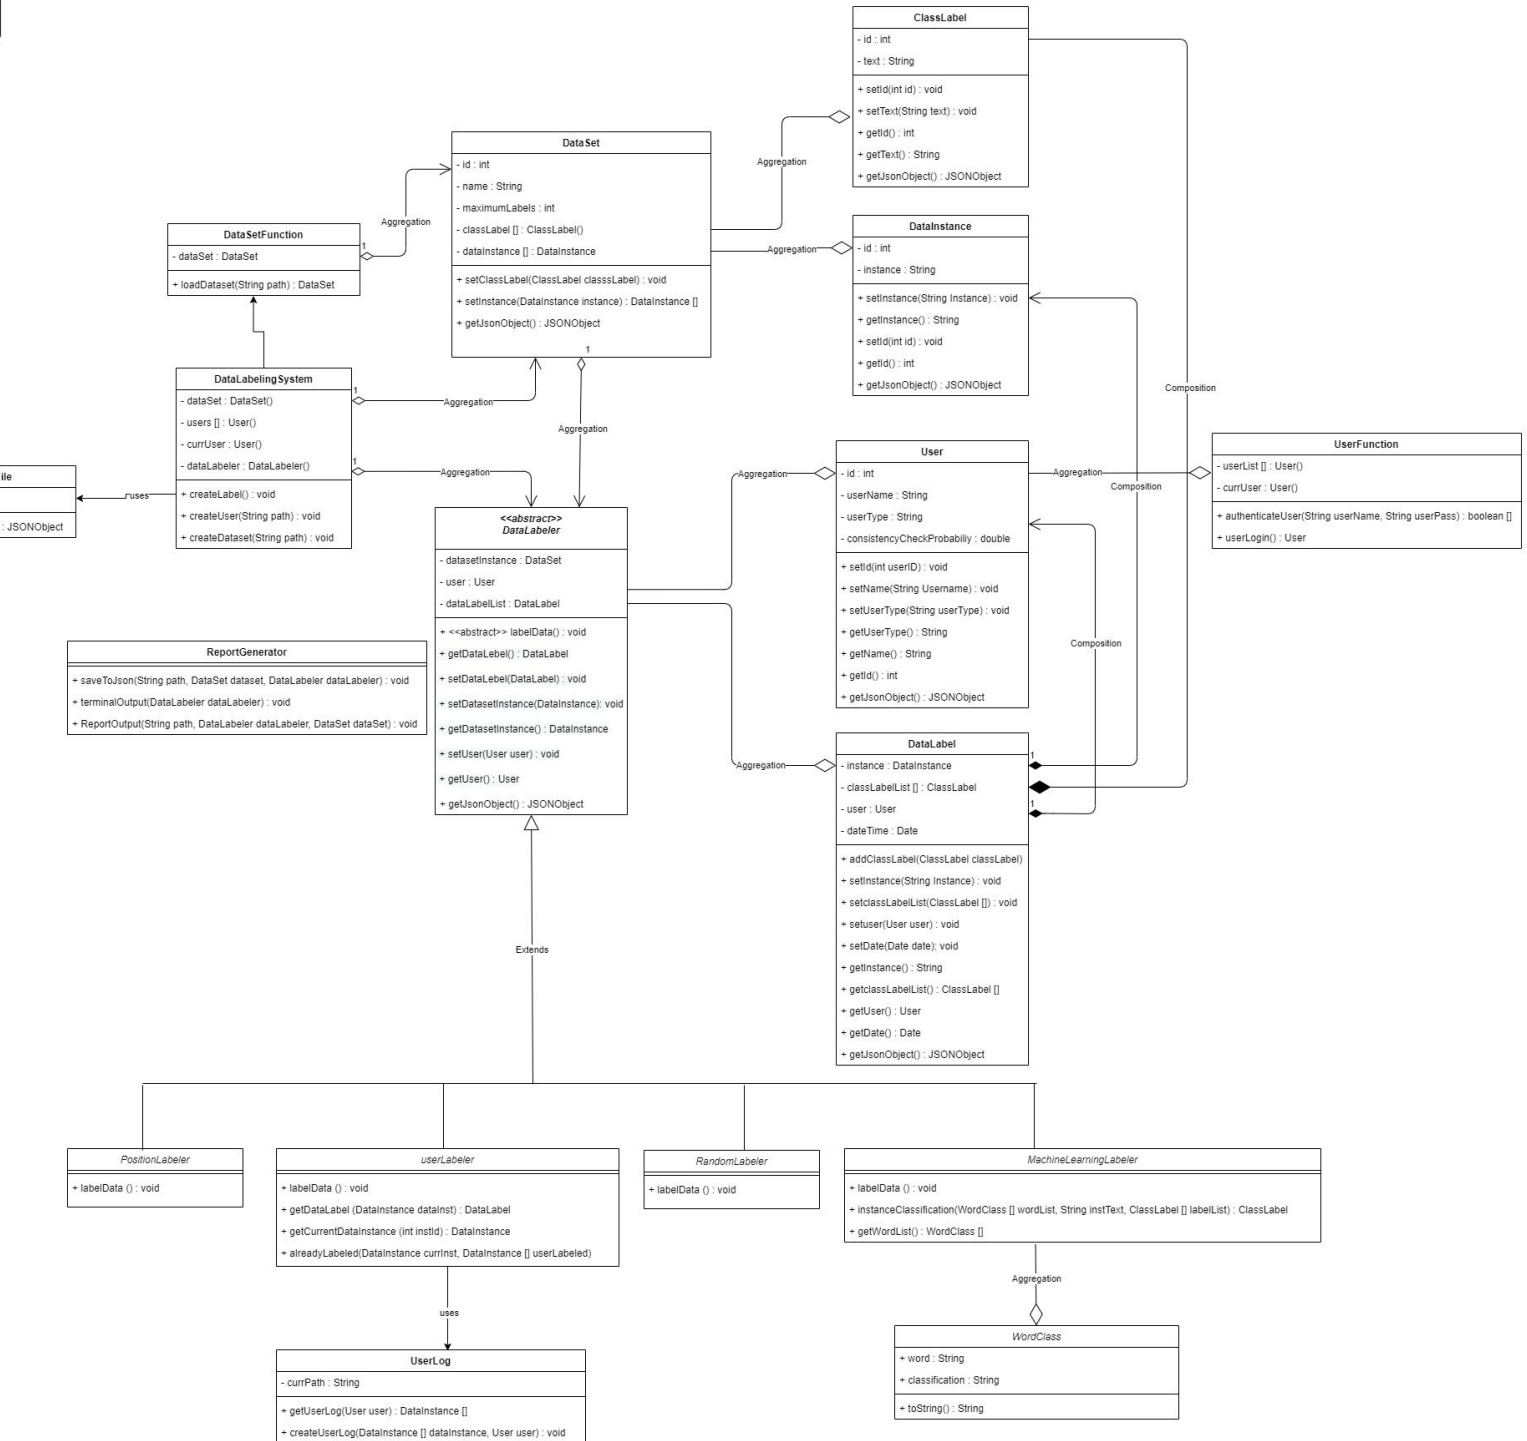 ClassLabel
- id : int
- text : String
+ setId(int id) : void
+ setText(String text) : void
+ getId() : int
+ getText() : String
+ getJsonObject() : JSONObject
Aggregation
DataSet
- id : int
- name : String
- maximumLabels : int
- classLabel [] : ClassLabel()
- dataInstance [] : DataInstance
+ setClassLabel(ClassLabel classsLabel) : void
+ setInstance(DataInstance instance) : DataInstance []
+ getJsonObject() : JSONObject
1
Aggregation
Aggregation
DataSetFunction
- dataSet : DataSet
+ loadDataset(String path) : DataSet
1
Aggregation
DataInstance
- id : int
- instance : String
+ setInstance(String Instance) : void
+ getInstance() : String
+ setId(int id) : void
+ getId() : int
+ getJsonObject() : JSONObject
Composition
Composition
DataLabelingSystem
- dataSet : DataSet()
- users [] : User()
- currUser : User()
- dataLabeler : DataLabeler()
+ createLabel() : void
+ createUser(String path) : void
+ createDataset(String path) : void
1
Aggregation
1
Aggregation
ile
: JSONObject
uses
User
- id : int
- userName : String
- userType : String
- consistencyCheckProbabiliy : double
+ setId(int userID) : void
+ setName(String Username) : void
+ setUserType(String userType) : void
+ getUserType() : String
+ getName() : String
+ getId() : int
+ getJsonObject() : JSONObject
Aggregation
Aggregation
UserFunction
- userList [] : User()
- currUser : User()
+ authenticateUser(String userName, String userPass) : boolean []
+ userLogin() : User
<<abstract>>
DataLabeler
- datasetInstance : DataSet
- user : User
- dataLabelList : DataLabel
+ <<abstract>> labelData() : void
+ getDataLebel() : DataLabel
+ setDataLebel(DataLabel) : void
+ setDatasetInstance(DataInstance): void
+ getDatasetInstance() : DataInstance
+ setUser(User user) : void
+ getUser() : User
+ getJsonObject() : JSONObject
Composition
ReportGenerator
+ saveToJson(String path, DataSet dataset, DataLabeler dataLabeler) : void
+ terminalOutput(DataLabeler dataLabeler) : void
+ ReportOutput(String path, DataLabeler dataLabeler, DataSet dataSet) : void
Aggregation
DataLabel
- instance : DataInstance
- classLabelList [] : ClassLabel
- user : User
- dateTime : Date
+ addClassLabel(ClassLabel classLabel)
+ setInstance(String Instance) : void
+ setclassLabelList(ClassLabel []) : void
+ setuser(User user) : void
+ setDate(Date date): void
+ getInstance() : String
+ getclassLabelList() : ClassLabel []
+ getUser() : User
+ getDate() : Date
+ getJsonObject() : JSONObject
1
1
Extends
PositionLabeler
+ labelData () : void
userLabeler
+ labelData () : void
+ getDataLabel (DataInstance dataInst) : DataLabel
+ getCurrentDataInstance (int instId) : DataInstance
+ alreadyLabeled(DataInstance currInst, DataInstance [] userLabeled)
RandomLabeler
+ labelData () : void
MachineLearningLabeler
+ labelData () : void
+ instanceClassification(WordClass [] wordList, String instText, ClassLabel [] labelList) : ClassLabel
+ getWordList() : WordClass []
Aggregation
uses
WordClass
+ word : String
+ classification : String
+ toString() : String
UserLog
- currPath : String
+ getUserLog(User user) : DataInstance []
+ createUserLog(DataInstance [] dataInstance, User user) : void